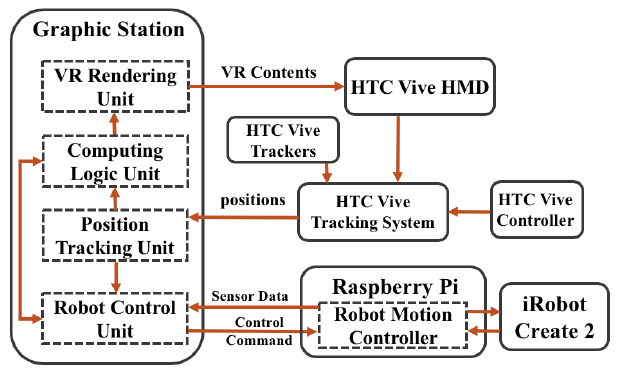 Graphic Station
VR Rendering
Unit
VR Contents
HTC Vive HMD
HTC Vive
Trackers
Computing
Logic Unit
positions
HTC Vive
Tracking System
HTC Vive
Controller
Position
Tracking Unit
Raspberry Pi
Sensor Data
Robot Control
Unit
Control
Command
Robot Motion
Controller
iRobot
Create 2